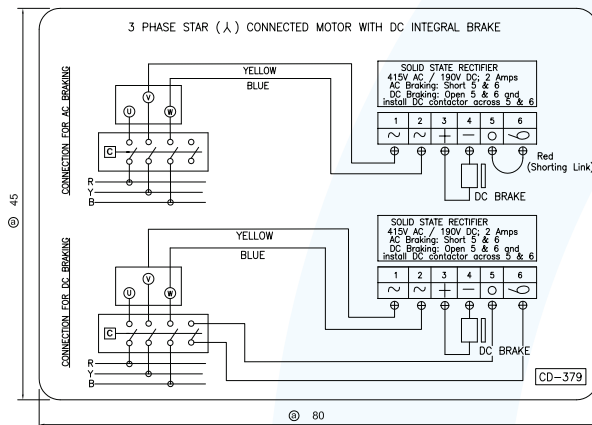 3 PHASE STAR (⅄) CONNECTED MOTOR WITH DC INTEGRAL BRAKE
CONNECTION FOR AC BRAKING
YELLOW
BLUE
U
V
W
C
R
Y
B
SOLID STATE RECTIFIER
415V AC / 190V DC; 2 Amps
AC Braking: Short 5 & 6
DC Braking: Open 5 & 6 and
install DC contactor across 5 & 6
1 2 3 4 5 6
~ ~ + −
Red
(Shorting Link)
DC BRAKE
CONNECTION FOR DC BRAKING
YELLOW
BLUE
U
V
W
C
R
Y
B
SOLID STATE RECTIFIER
415V AC / 190V DC; 2 Amps
AC Braking: Short 5 & 6
DC Braking: Open 5 & 6 and
install DC contactor across 5 & 6
1 2 3 4 5 6
~ ~ + −
DC BRAKE
CD-379
ⓐ 45
ⓐ 80